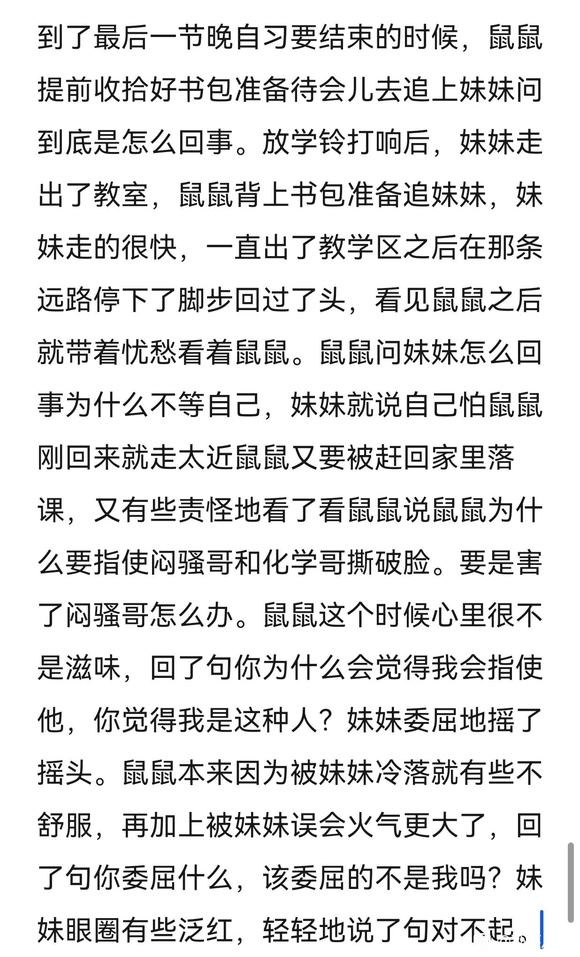 到了最后一节晚自习要结束的时候，鼠鼠
提前收拾好书包准备待会儿去追上妹妹问
到底是怎么回事。放学铃打响后，妹妹走
出了教室，鼠鼠背上书包准备追妹妹，妹
妹走的很快，一直出了教学区之后在那条
远路停下了脚步回过了头，看见鼠鼠之后
就带着忧愁看着鼠鼠。鼠鼠问妹妹怎么回
事为什么不等自己，妹妹就说自己怕鼠鼠
刚回来就走太近鼠鼠又要被赶回家里落
课，又有些责怪地看了看鼠鼠说鼠鼠为什
么要指使闷骚哥和化学哥撕破脸。要是害
了闷骚哥怎么办。鼠鼠这个时候心里很不
是滋味，回了句你为什么会觉得我会指使
他，你觉得我是这种人？妹妹委屈地摇了
摇头。鼠鼠本来因为被妹妹冷落就有些不
舒服，再加上被妹妹误会火气更大了，回
了句你委屈什么，该委屈的不是我吗？妹
妹眼圈有些泛红，轻轻地说了句对不起。